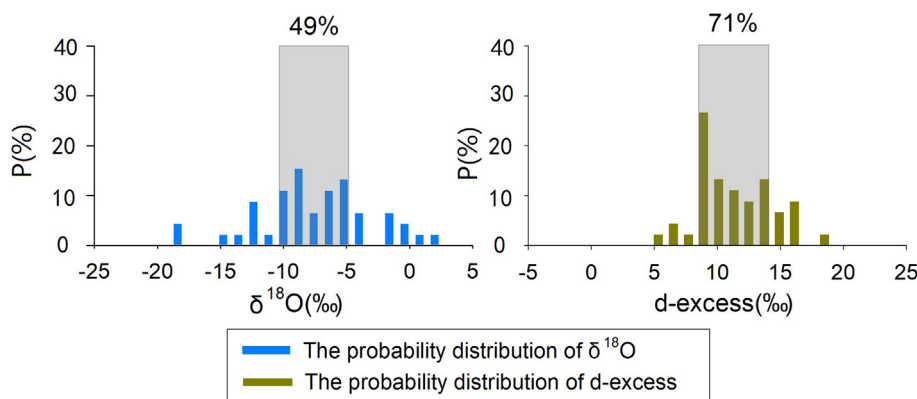 49%
71%
40
30
20
10
0
P(%)
-25 -20 -15 -10 -5 0 5
δ¹⁸O(‰)
40
30
20
10
0
P(%)
-5 0 5 10 15 20 25
d-excess(‰)
The probability distribution of δ¹⁸O
The probability distribution of d-excess